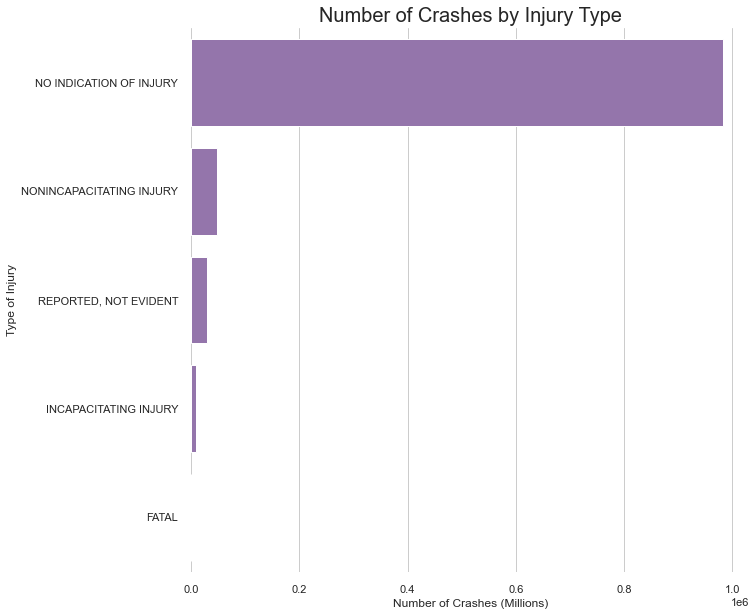 Number of Crashes by Injury Type
NO INDICATION OF INJURY
NONINCAPACITATING INJURY
REPORTED, NOT EVIDENT
INCAPACITATING INJURY
FATAL
Type of Injury
0.0 0.2 0.4 0.6 0.8 1.0
1e6
Number of Crashes (Millions)